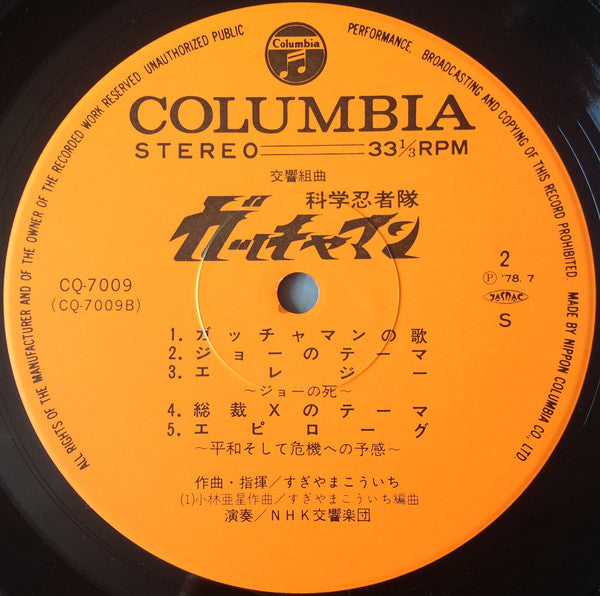 Columbia
COLUMBIA
STEREO 33 1/3 RPM
交響組曲
科学忍者隊
ガッチャマン
CQ-7009
(CQ-7009B)
2
Ⓟ '78.7
JASRAC
S
1. ガッチャマンの歌
2. ジョーのテーマ
3. エレジー
～ジョーの死～
4. 総裁Xのテーマ
5. エピローグ
～平和そして危機への予感～
作曲・指揮/すぎやまこういち
(1)小林亜星作曲/すぎやまこういち編曲
演奏/NHK交響楽団
ALL RIGHTS OF THE MANUFACTURER AND OF THE OWNER OF THE RECORDED WORK RESERVED UNAUTHORIZED PUBLIC PERFORMANCE, BROADCASTING AND COPYING OF THIS RECORD PROHIBITED MADE BY NIPPON COLUMBIA CO., LTD.